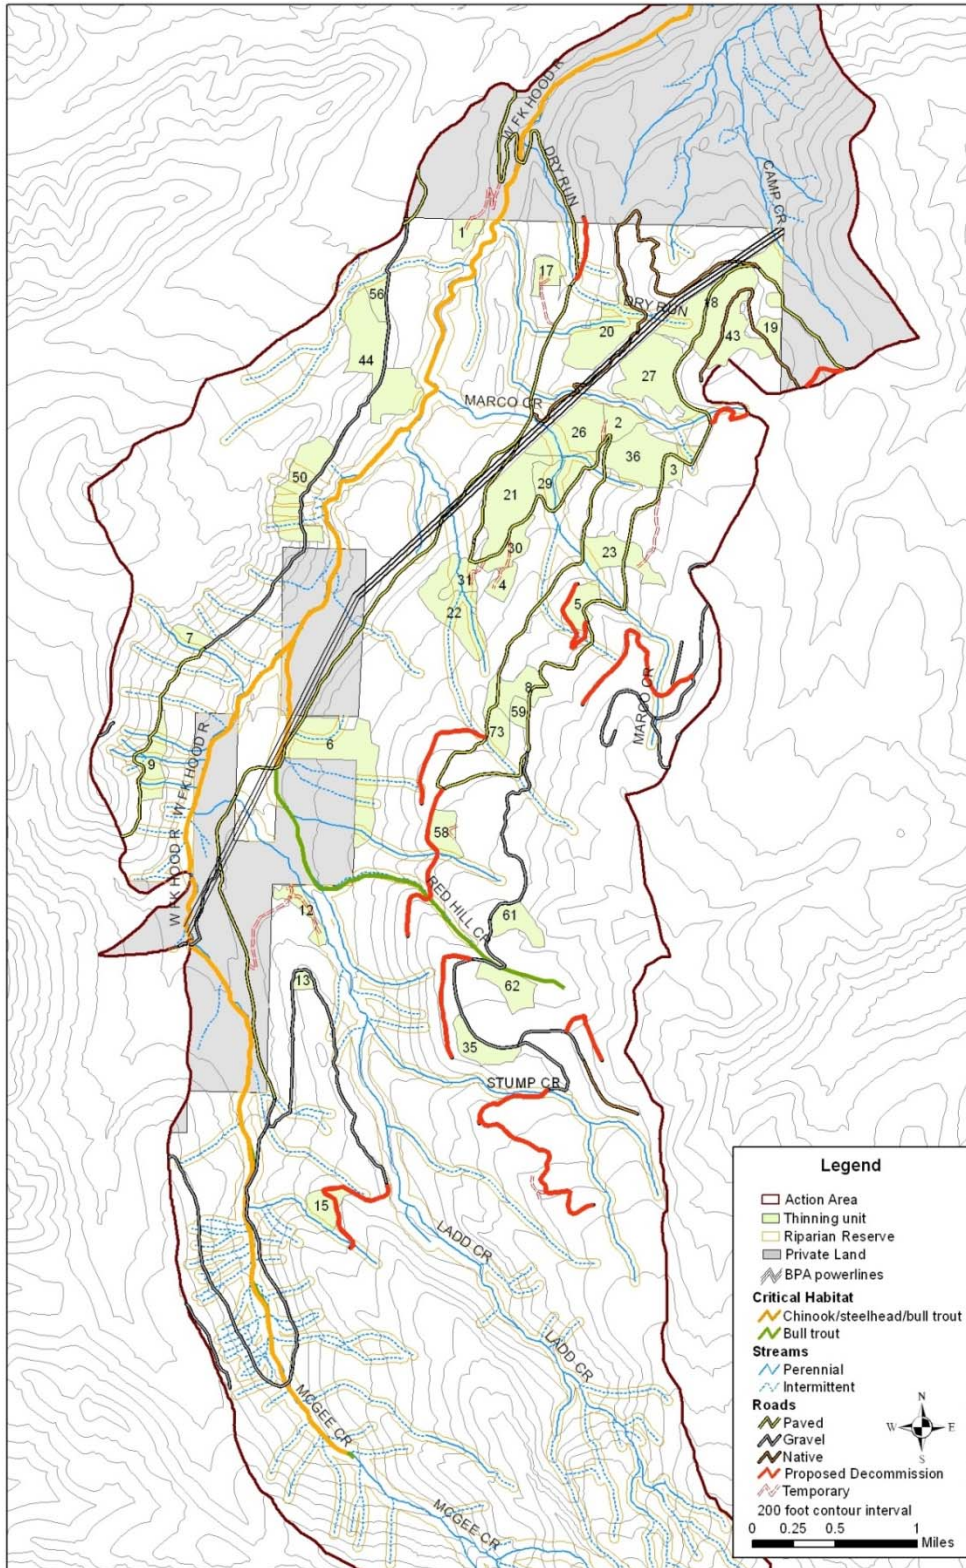 W FK HOOD R
DRY RUN
CAMP CR
1
17
56
DRY RUN
18
20
43
19
44
27
MARCO CR
2
26
36
50
29
3
21
30
23
31
4
5
22
7
8
MARCO CR
59
73
6
9
W FK HOOD R
58
W FK HOOD R
RED HILL CR
12
61
13
62
35
STUMP CR
15
LADD CR
LADD CR
MCGEE CR
MCGEE CR
Legend
Action Area
Thinning unit
Riparian Reserve
Private Land
BPA powerlines
Critical Habitat
Chinook/steelhead/bull trout
Bull trout
Streams
Perennial
Intermittent
Roads
Paved
Gravel
Native
Proposed Decommission
Temporary
N
W E
S
200 foot contour interval
0 0.25 0.5 1
Miles